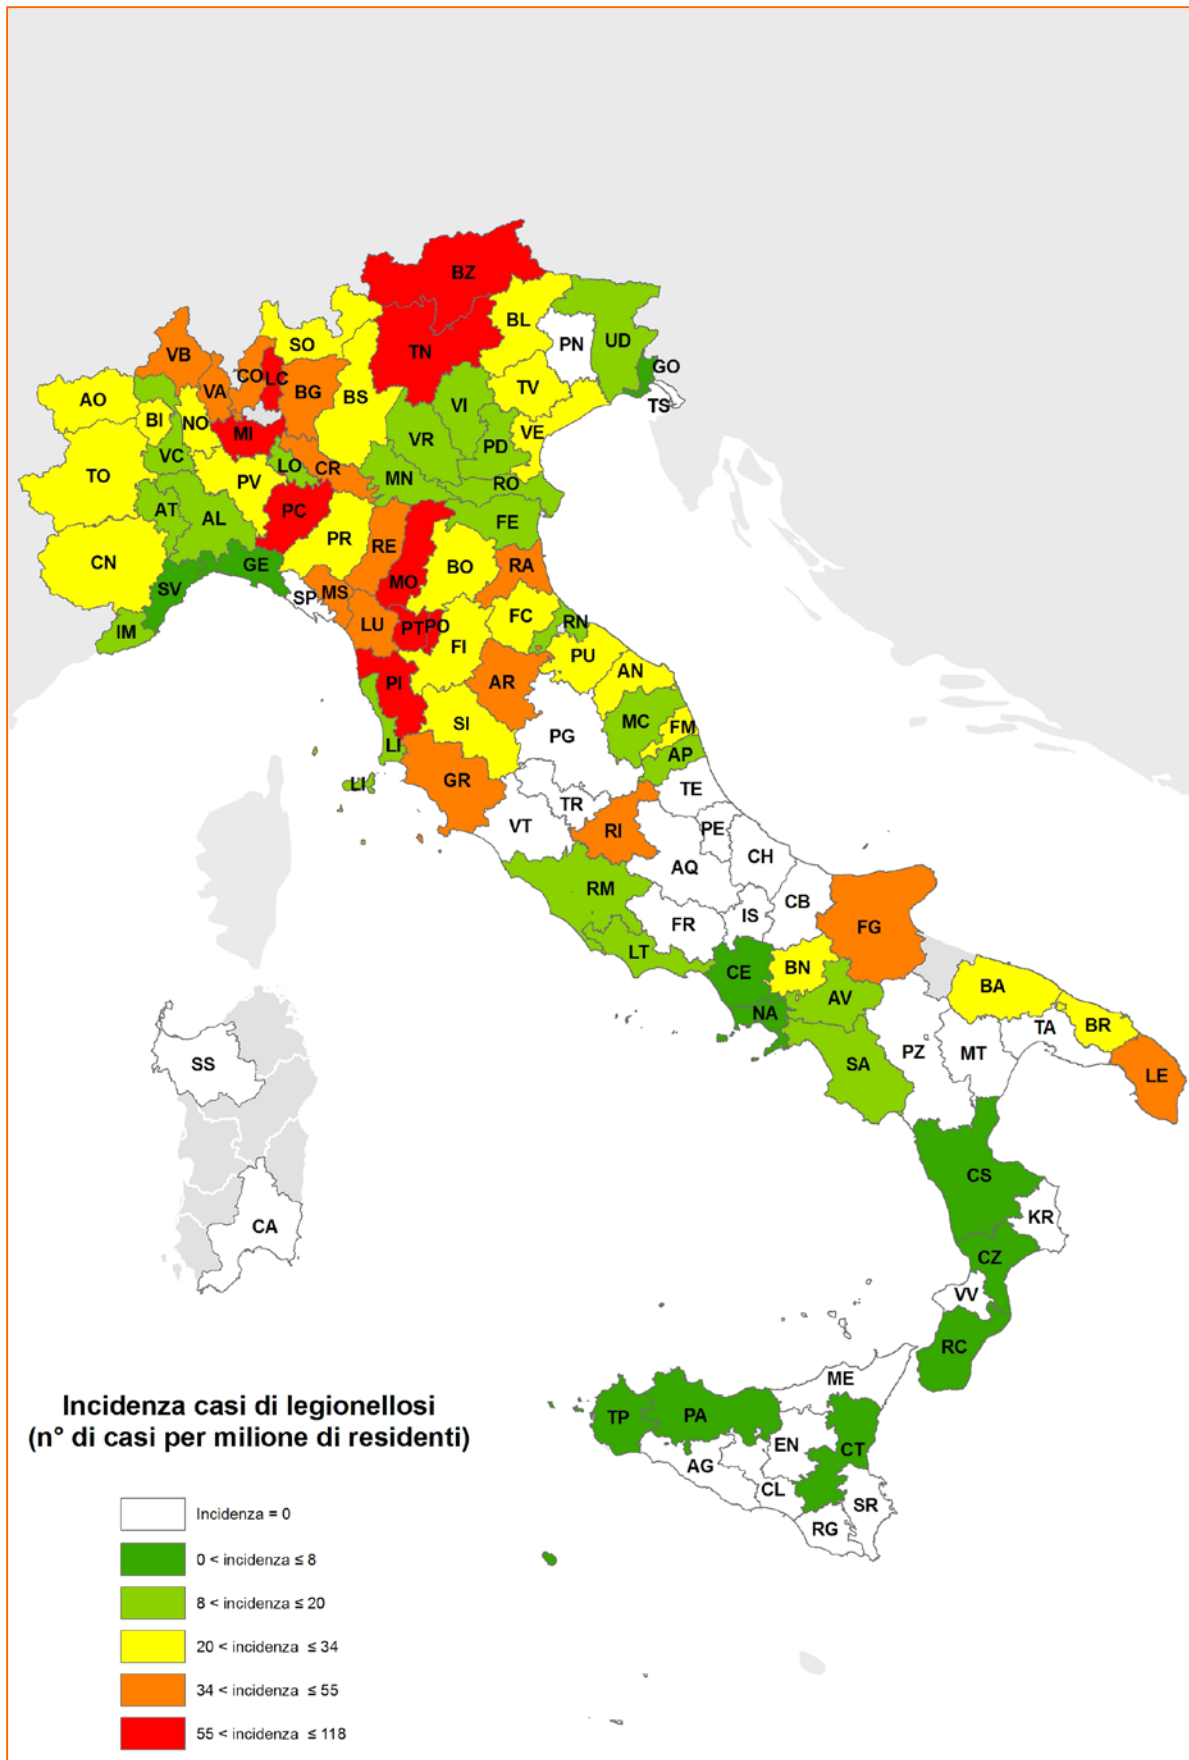 BZ
BL
PN
UD
GO
TS
TN
SO
VB
VA
CO
LC
BG
BS
TV
VI
VE
AO
BI
NO
MI
VR
PD
VC
LO
CR
MN
RO
TO
PV
PC
AT
AL
FE
PR
RE
CN
GE
MO
BO
RA
SV
SP
MS
FC
IM
LU
PT
PO
RN
FI
PU
AN
PI
AR
SI
MC
FM
LI
PG
AP
LI
GR
TE
TR
VT
RI
PE
AQ
CH
RM
CB
IS
FR
FG
LT
CE
BN
BA
AV
NA
TA
BR
PZ
MT
SS
SA
LE
CS
KR
CA
CZ
VV
RC
ME
TP
PA
EN
CT
AG
CL
SR
RG
Incidenza casi di legionellosi
(n° di casi per milione di residenti)
Incidenza = 0
0 < incidenza ≤ 8
8 < incidenza ≤ 20
20 < incidenza ≤ 34
34 < incidenza ≤ 55
55 < incidenza ≤ 118